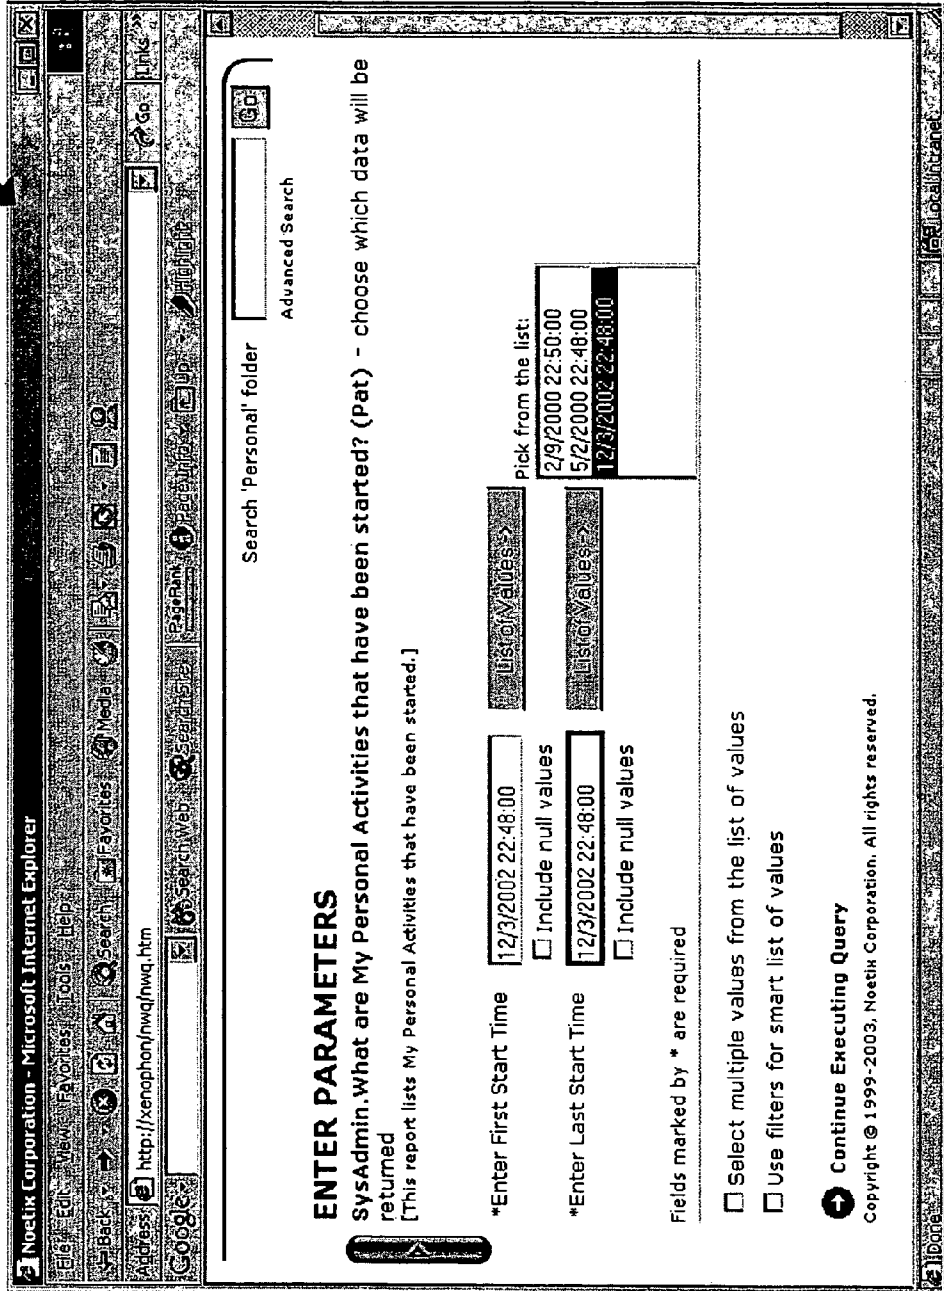 Noetix Corporation - Microsoft Internet Explorer
File Edit View Favorites Tools Help
Back Search Favorites Media
Address http://xenophon/nwq/nwq.htm Go Links »
Google Search Web Search Site PageRank Page Info Up Highlight
Search 'Personal' folder Go
Advanced Search
ENTER PARAMETERS
SysAdmin.What are My Personal Activities that have been started? (Pat) - choose which data will be
returned
[This report lists My Personal Activities that have been started.]
Pick from the list:
*Enter First Start Time 12/3/2002 22:48:00 List of Values ->
Include null values
*Enter Last Start Time 12/3/2002 22:48:00 List of Values ->
Include null values
2/9/2000 22:50:00
5/2/2000 22:48:00
12/3/2002 22:48:00
Fields marked by * are required
Select multiple values from the list of values
Use filters for smart list of values
Continue Executing Query
Copyright © 1999-2003, Noetix Corporation. All rights reserved.
Done Local intranet